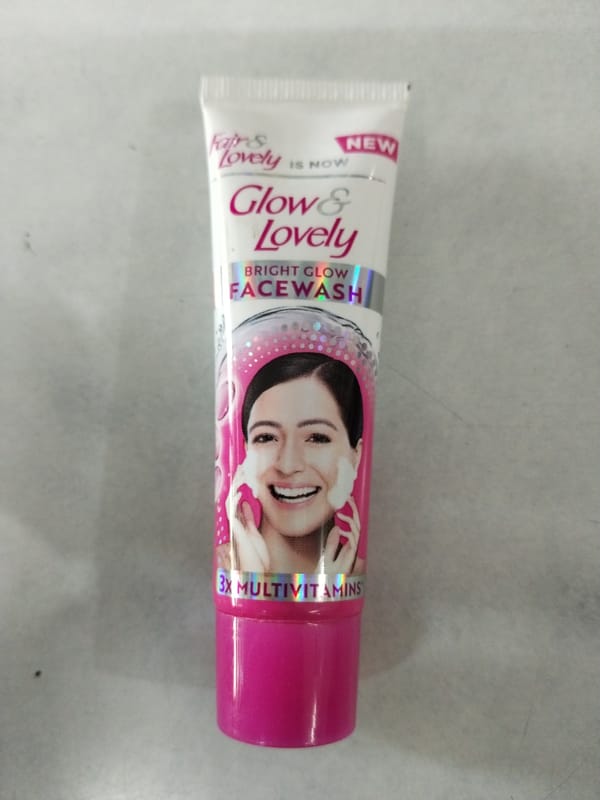 Fair &
Lovely IS NOW
NEW
Glow &
Lovely
BRIGHT GLOW
FACEWASH
3X MULTIVITAMINS*